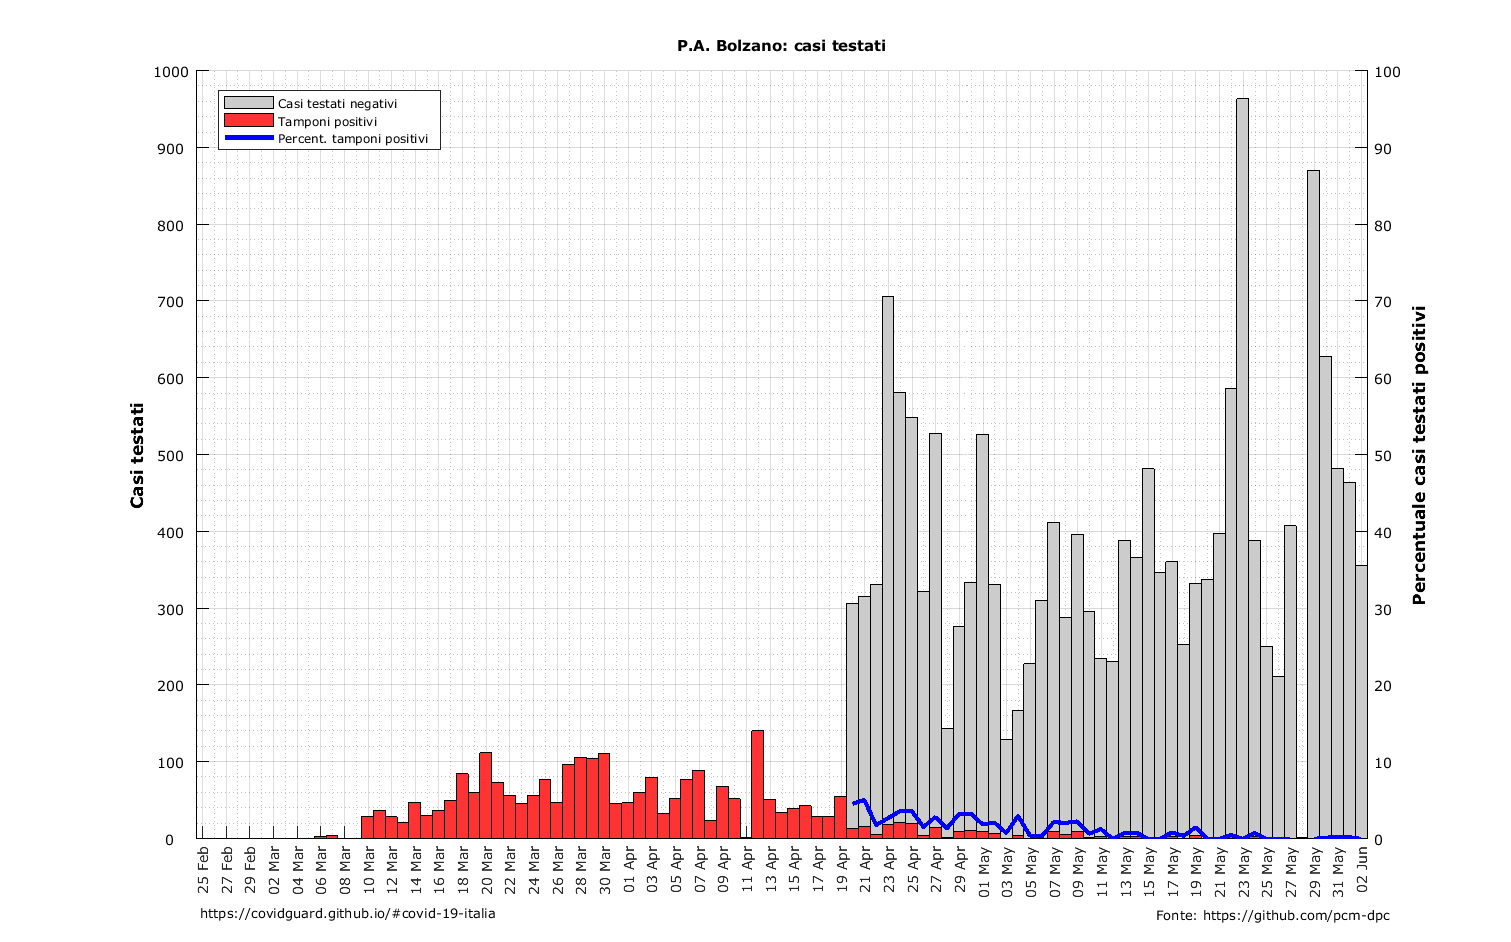 P.A. Bolzano: casi testati
Casi testati negativi
Tamponi positivi
Percent. tamponi positivi
Casi testati
1000
900
800
700
600
500
400
300
200
100
0
100
90
80
70
60
50
40
30
20
10
0
Percentuale casi testati positivi
25 Feb
27 Feb
29 Feb
02 Mar
04 Mar
06 Mar
08 Mar
10 Mar
12 Mar
14 Mar
16 Mar
18 Mar
20 Mar
22 Mar
24 Mar
26 Mar
28 Mar
30 Mar
01 Apr
03 Apr
05 Apr
07 Apr
09 Apr
11 Apr
13 Apr
15 Apr
17 Apr
19 Apr
21 Apr
23 Apr
25 Apr
27 Apr
29 Apr
01 May
03 May
05 May
07 May
09 May
11 May
13 May
15 May
17 May
19 May
21 May
23 May
25 May
27 May
29 May
31 May
02 Jun
https://covidguard.github.io/#covid-19-italia
Fonte: https://github.com/pcm-dpc